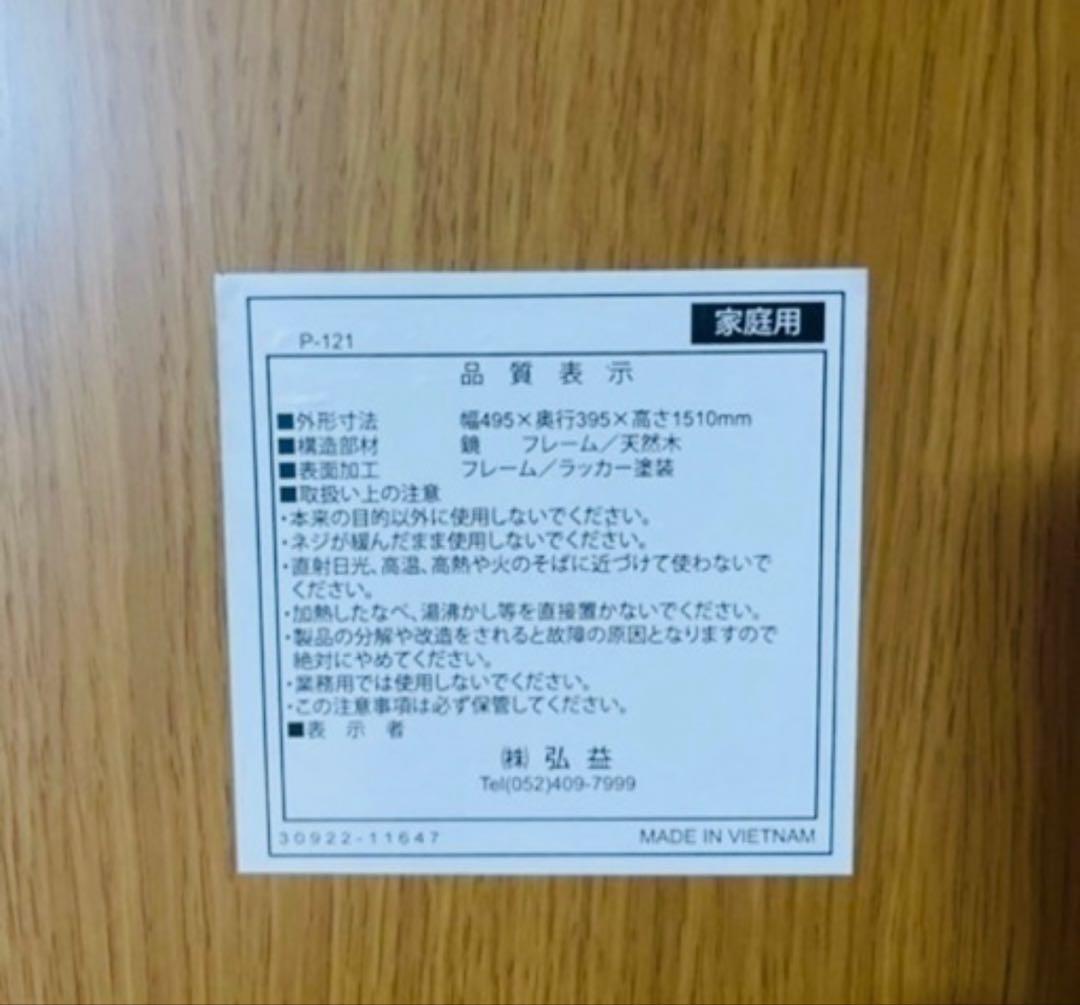 家庭用
P-121
品質表示
■外形寸法 幅495×奥行395×高さ1510mm
■構造部材 鏡 フレーム／天然木
■表面加工 フレーム／ラッカー塗装
■取扱い上の注意
・本来の目的以外に使用しないでください。
・ネジが緩んだまま使用しないでください。
・直射日光、高温、高熱や火のそばに近づけて使わないで
ください。
・加熱したなべ、湯沸かし等を直接置かないでください。
・製品の分解や改造をされると故障の原因となりますので
絶対にやめてください。
・業務用では使用しないでください。
・この注意事項は必ず保管してください。
■表示者
㈱弘益
Tel(052)409-7999
30922-11647 MADE IN VIETNAM